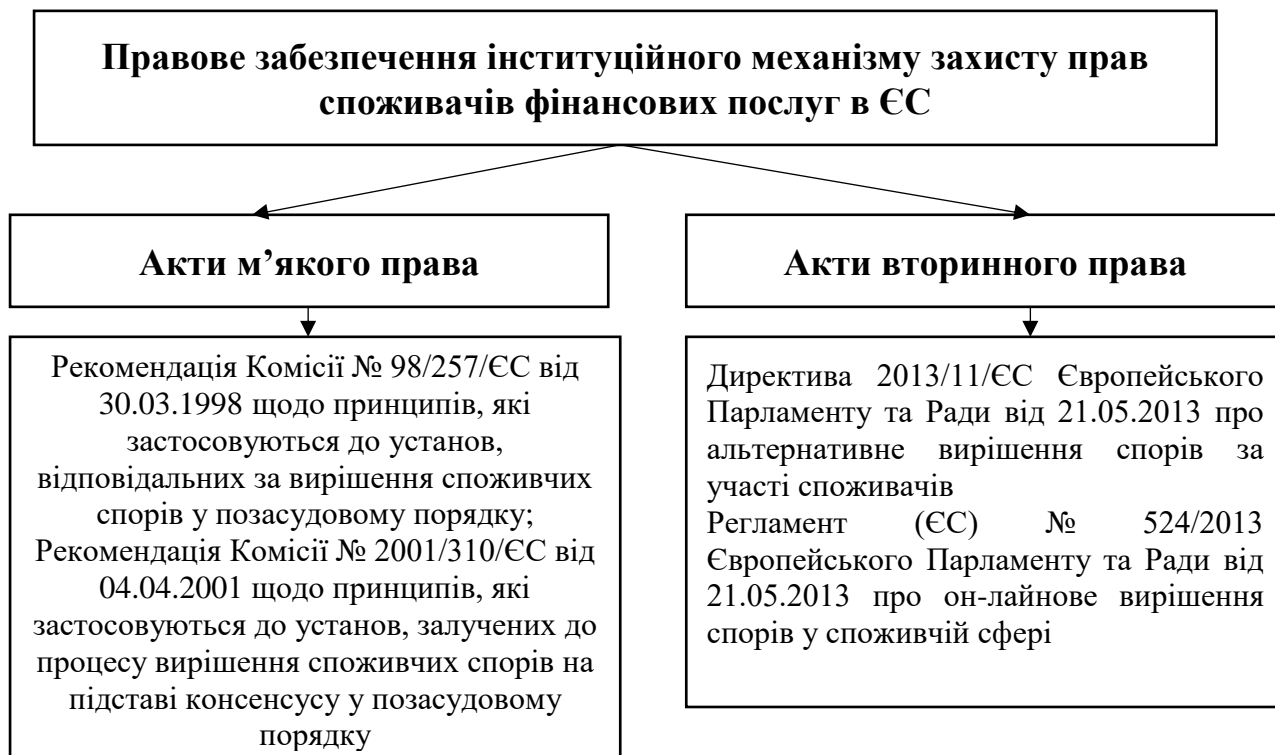 Правове забезпечення інституційного механізму захисту прав
споживачів фінансових послуг в ЄС
Акти м’якого права
Акти вторинного права
Рекомендація Комісії № 98/257/ЄС від
30.03.1998 щодо принципів, які
застосовуються до установ,
відповідальних за вирішення споживчих
спорів у позасудовому порядку;
Рекомендація Комісії № 2001/310/ЄС від
04.04.2001 щодо принципів, які
застосовуються до установ, залучених до
процесу вирішення споживчих спорів на
підставі консенсусу у позасудовому
порядку
Директива 2013/11/ЄС Європейського
Парламенту та Ради від 21.05.2013 про
альтернативне вирішення спорів за
участі споживачів
Регламент (ЄС) № 524/2013
Європейського Парламенту та Ради від
21.05.2013 про он-лайнове вирішення
спорів у споживчій сфері